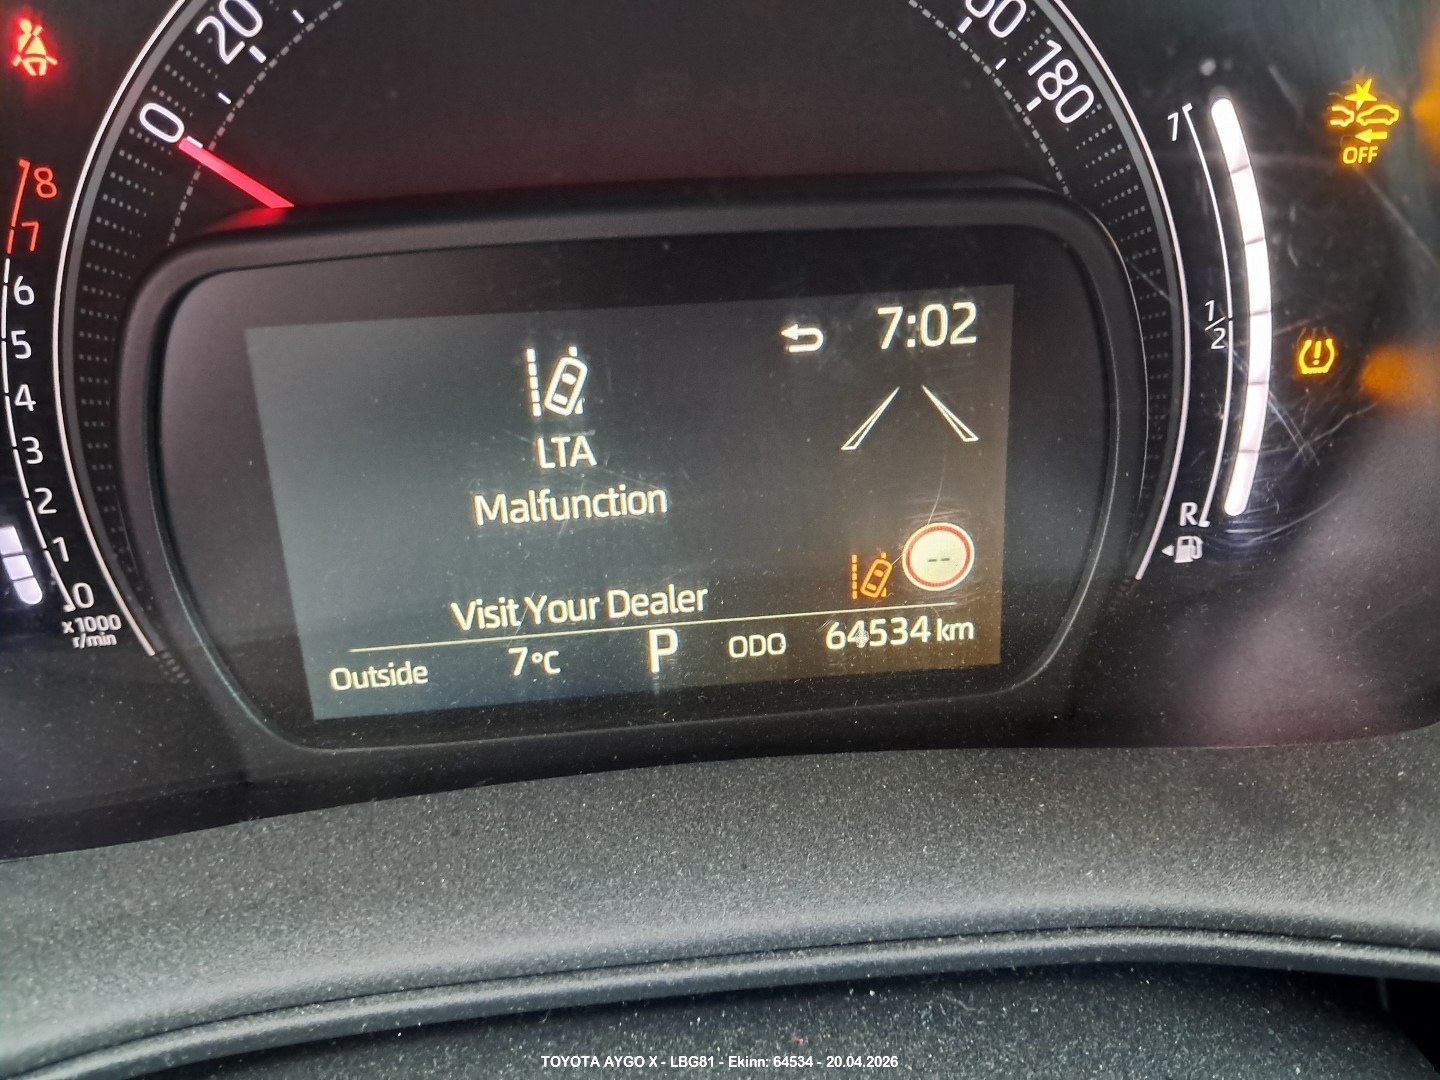 20
0
8
7
6
5
4
3
2
1
0
x1000
r/min
180
7:02
LTA
Malfunction
Visit Your Dealer
--
Outside 7°C P ODO 64534 km
1/2
R
OFF
TOYOTA AYGO X - LBG81 - Ekinn: 64534 - 20.04.2026